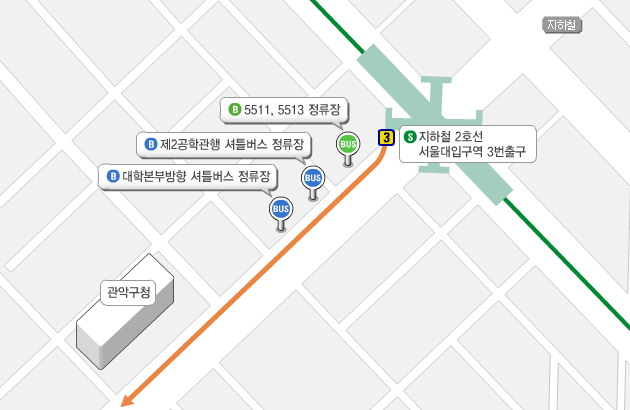 지하철
B 5511, 5513 정류장
BUS
3
S 지하철 2호선
서울대입구역 3번출구
B 제2공학관행 셔틀버스 정류장
BUS
B 대학본부방향 셔틀버스 정류장
BUS
관악구청